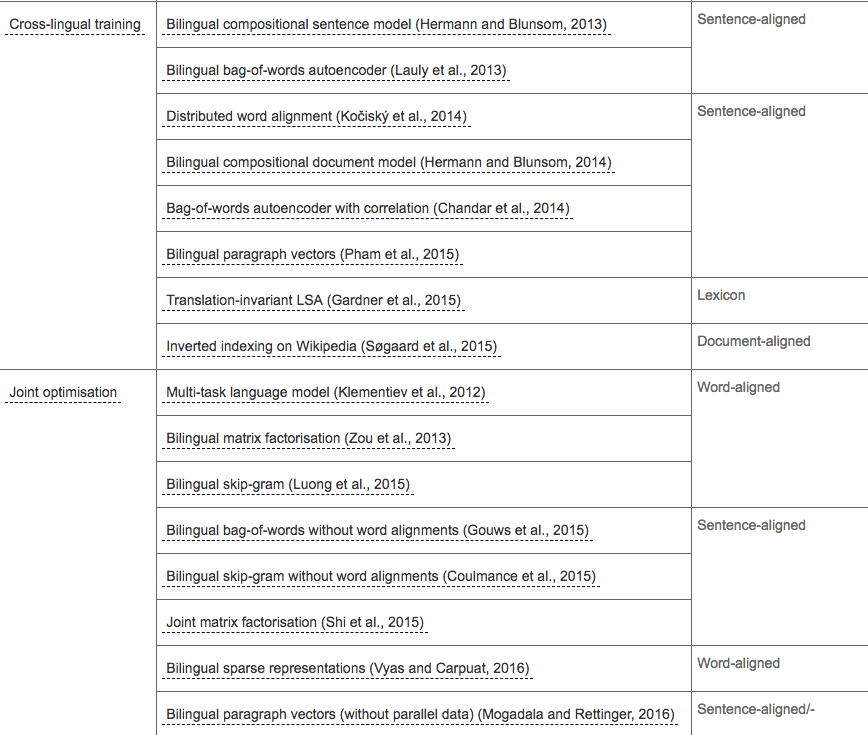 Cross-lingual training
Bilingual compositional sentence model (Hermann and Blunsom, 2013)
Sentence-aligned
Bilingual bag-of-words autoencoder (Lauly et al., 2013)
Distributed word alignment (Kočiský et al., 2014)
Sentence-aligned
Bilingual compositional document model (Hermann and Blunsom, 2014)
Bag-of-words autoencoder with correlation (Chandar et al., 2014)
Bilingual paragraph vectors (Pham et al., 2015)
Translation-invariant LSA (Gardner et al., 2015)
Lexicon
Inverted indexing on Wikipedia (Søgaard et al., 2015)
Document-aligned
Joint optimisation
Multi-task language model (Klementiev et al., 2012)
Word-aligned
Bilingual matrix factorisation (Zou et al., 2013)
Bilingual skip-gram (Luong et al., 2015)
Bilingual bag-of-words without word alignments (Gouws et al., 2015)
Sentence-aligned
Bilingual skip-gram without word alignments (Coulmance et al., 2015)
Joint matrix factorisation (Shi et al., 2015)
Bilingual sparse representations (Vyas and Carpuat, 2016)
Word-aligned
Bilingual paragraph vectors (without parallel data) (Mogadala and Rettinger, 2016)
Sentence-aligned/-